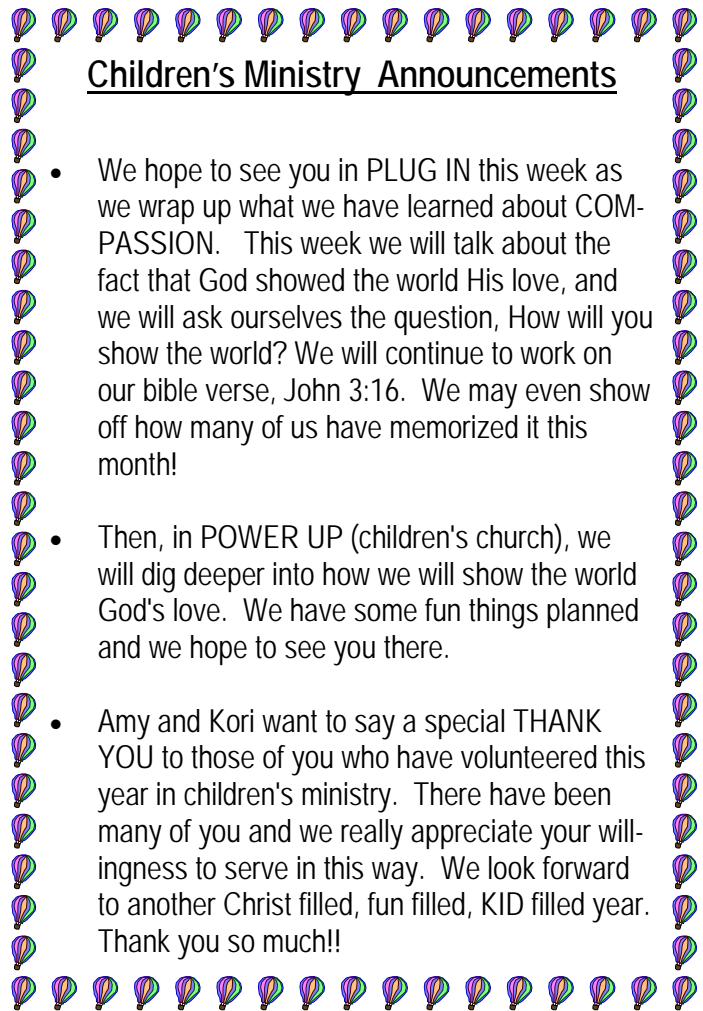 Children's Ministry  Announcements
• We hope to see you in PLUG IN this week as
we wrap up what we have learned about COM-
PASSION.   This week we will talk about the
fact that God showed the world His love, and
we will ask ourselves the question, How will you
show the world? We will continue to work on
our bible verse, John 3:16.  We may even show
off how many of us have memorized it this
month!
• Then, in POWER UP (children's church), we
will dig deeper into how we will show the world
God's love.  We have some fun things planned
and we hope to see you there.
• Amy and Kori want to say a special THANK
YOU to those of you who have volunteered this
year in children's ministry.  There have been
many of you and we really appreciate your will-
ingness to serve in this way.  We look forward
to another Christ filled, fun filled, KID filled year.
Thank you so much!!